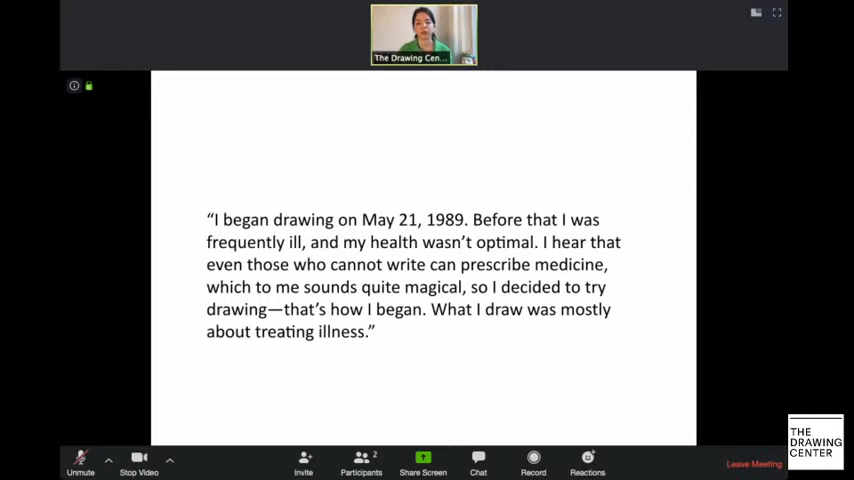 The Drawing Cen...
“I began drawing on May 21, 1989. Before that I was
frequently ill, and my health wasn’t optimal. I hear that
even those who cannot write can prescribe medicine,
which to me sounds quite magical, so I decided to try
drawing—that’s how I began. What I draw was mostly
about treating illness.”
THE
DRAWING
CENTER
Unmute
Stop Video
Invite
Participants
2
Share Screen
Chat
Record
Reactions
Leave Meeting